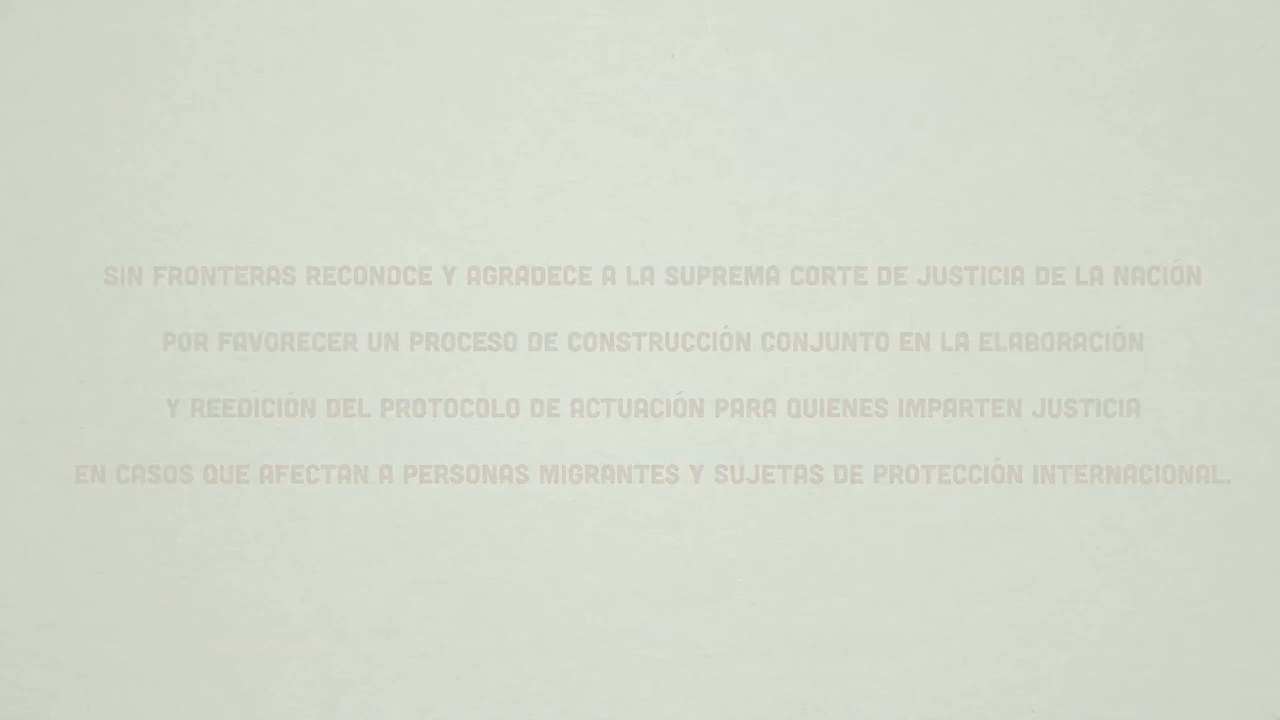 SIN FRONTERAS RECONOCE Y AGRADECE A LA SUPREMA CORTE DE JUSTICIA DE LA NACIÓN
POR FAVORECER UN PROCESO DE CONSTRUCCIÓN CONJUNTO EN LA ELABORACIÓN
Y REEDICIÓN DEL PROTOCOLO DE ACTUACIÓN PARA QUIENES IMPARTEN JUSTICIA
EN CASOS QUE AFECTAN A PERSONAS MIGRANTES Y SUJETAS DE PROTECCIÓN INTERNACIONAL.